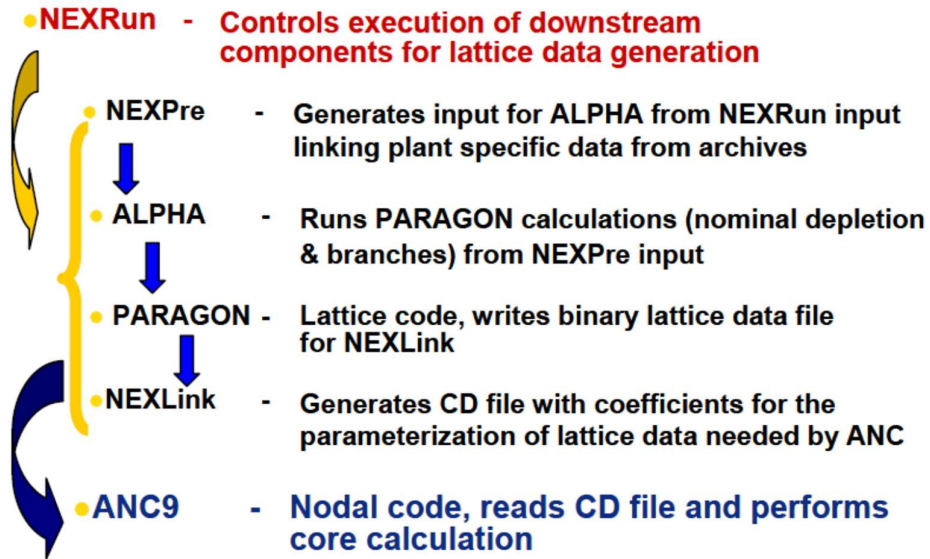 NEXRun - Controls execution of downstream
components for lattice data generation
NEXPre - Generates input for ALPHA from NEXRun input
linking plant specific data from archives
ALPHA - Runs PARAGON calculations (nominal depletion
& branches) from NEXPre input
PARAGON - Lattice code, writes binary lattice data file
for NEXLink
NEXLink - Generates CD file with coefficients for the
parameterization of lattice data needed by ANC
ANC9 - Nodal code, reads CD file and performs
core calculation